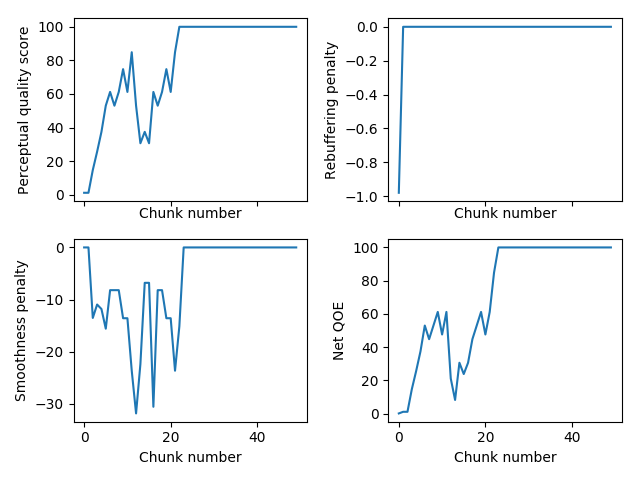 Perceptual quality score
100
80
60
40
20
0
Chunk number
Rebuffering penalty
0.0
−0.2
−0.4
−0.6
−0.8
−1.0
Chunk number
Smoothness penalty
0
−10
−20
−30
0 20 40
Chunk number
Net QOE
100
80
60
40
20
0
0 20 40
Chunk number